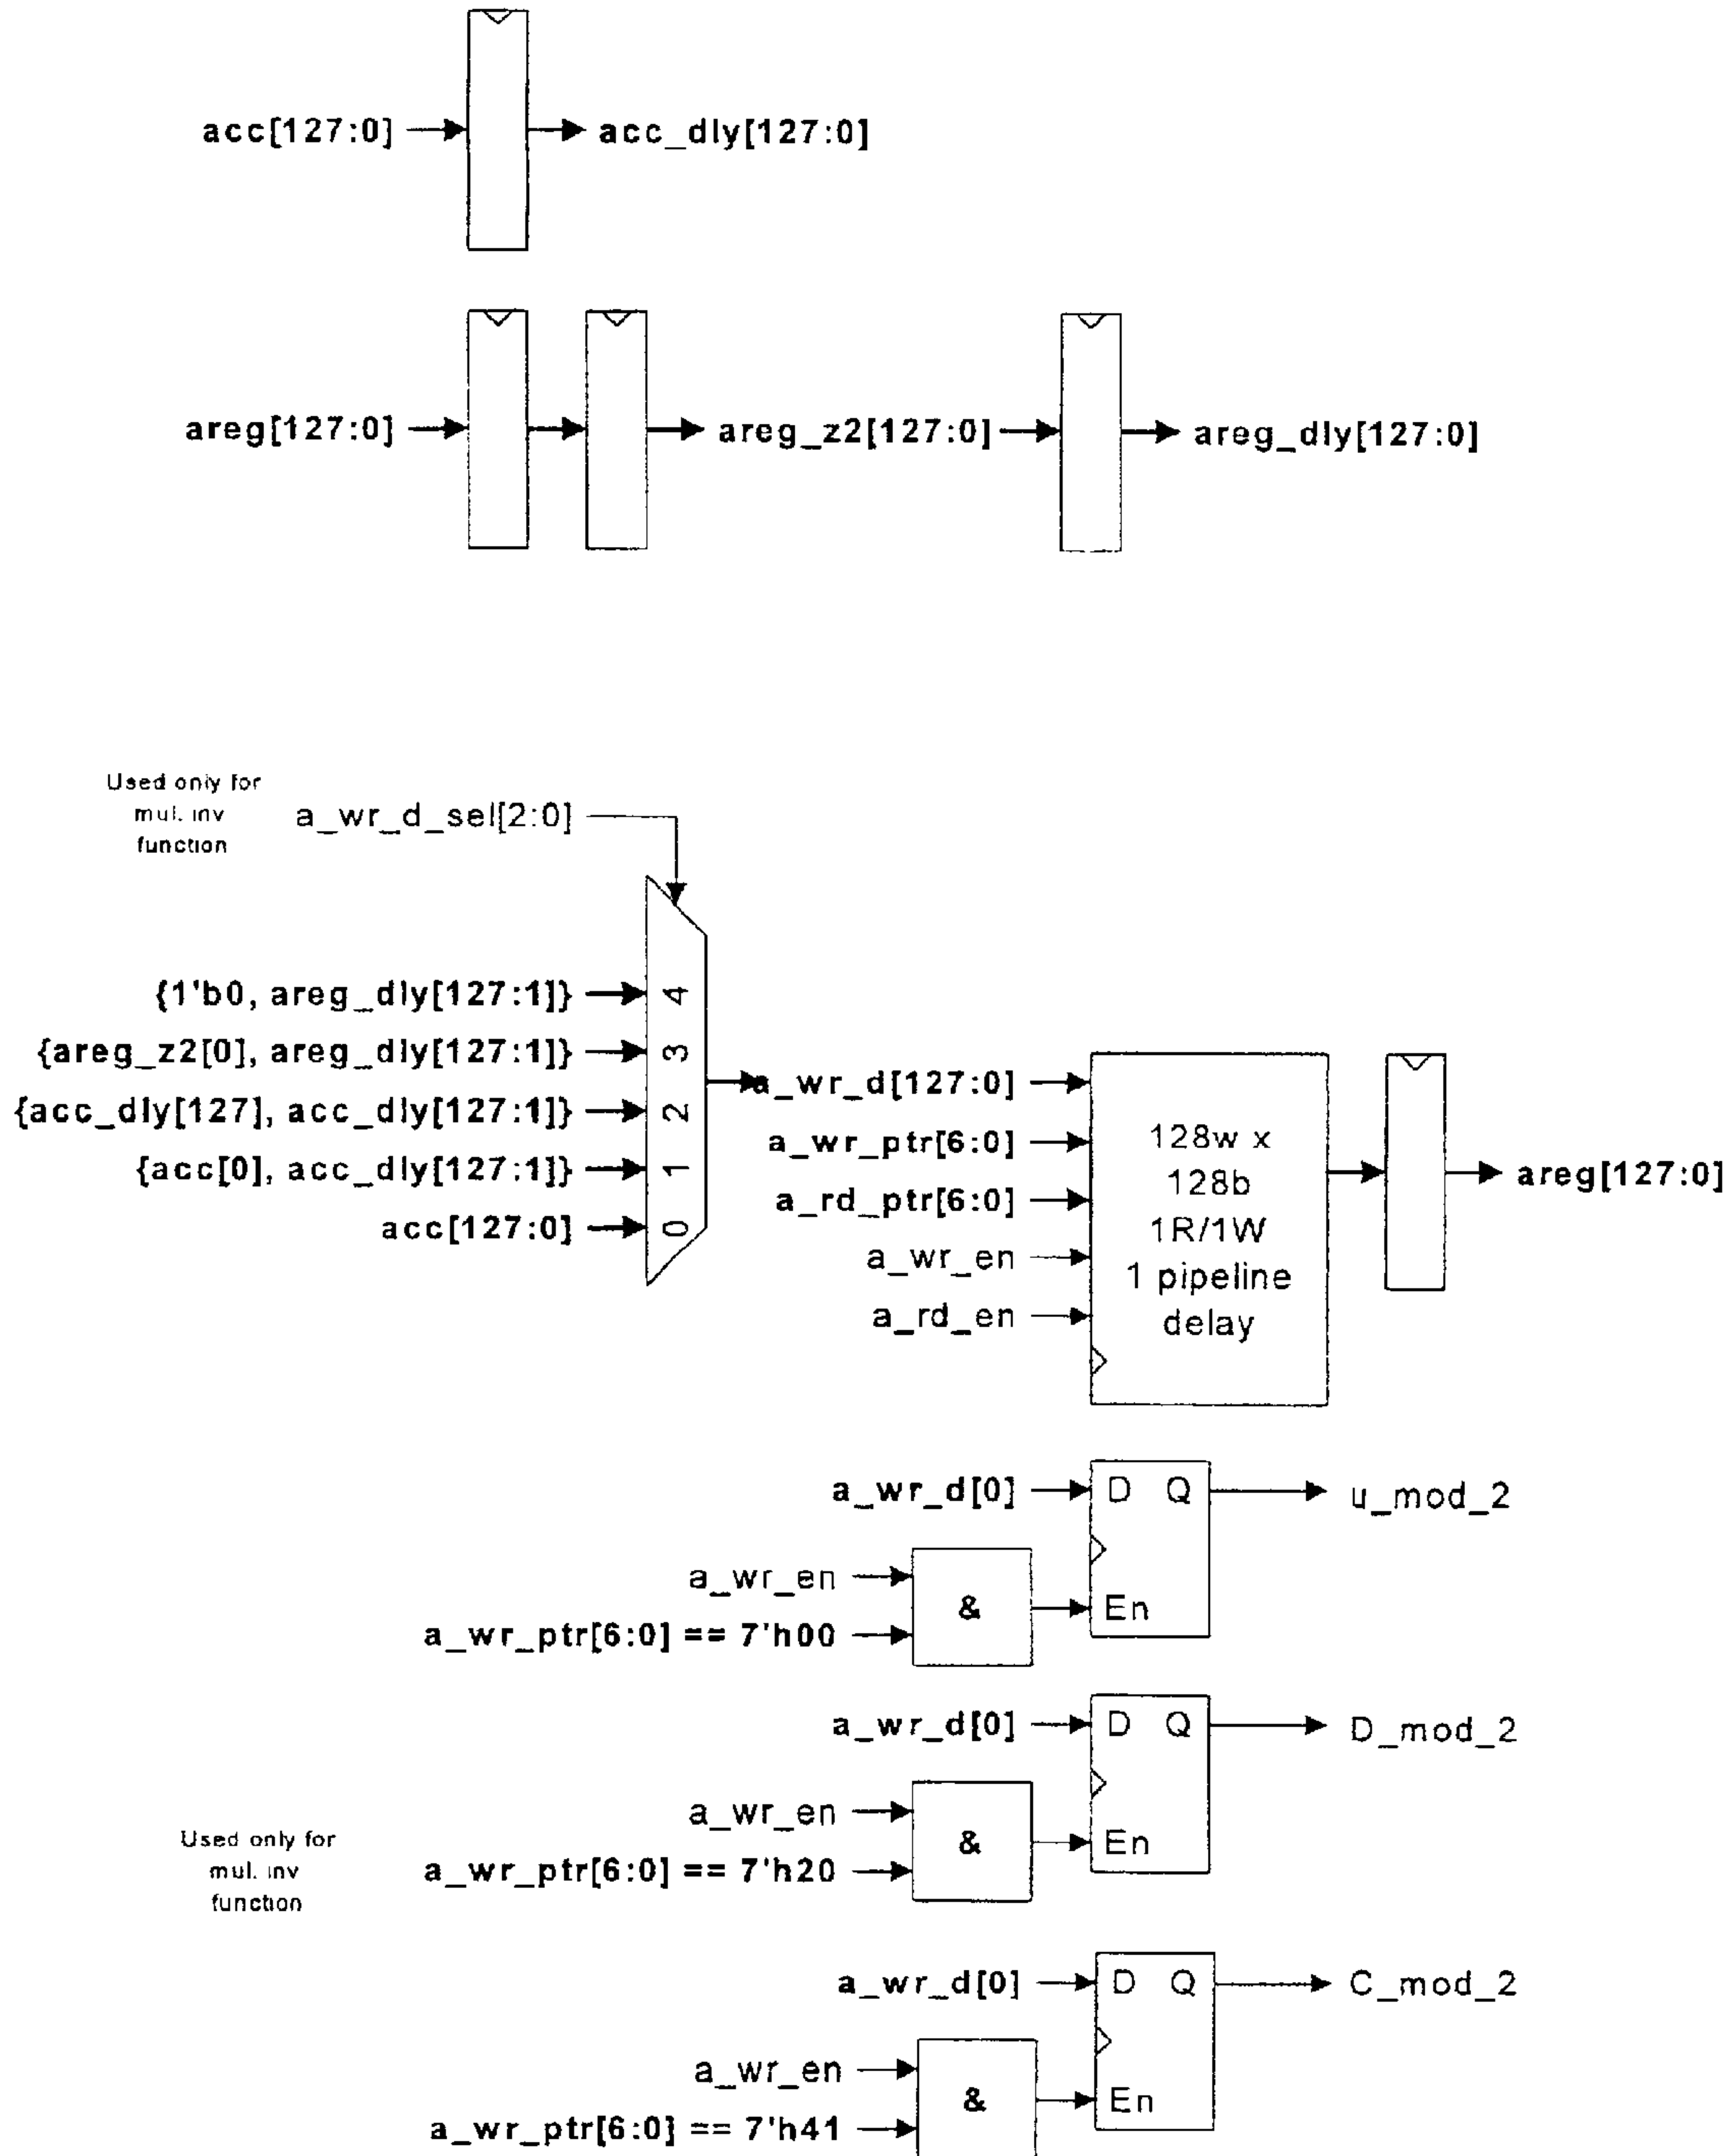 acc[127:0]
acc_dly[127:0]
areg[127:0]
areg_z2[127:0]
areg_dly[127:0]
Used only for
mul. inv
function
a_wr_d_sel[2:0]
{1'b0, areg_dly[127:1]}
4
{areg_z2[0], areg_dly[127:1]}
3
{acc_dly[127], acc_dly[127:1]}
2
{acc[0], acc_dly[127:1]}
1
acc[127:0]
0
a_wr_d[127:0]
a_wr_ptr[6:0]
a_rd_ptr[6:0]
a_wr_en
a_rd_en
128w x
128b
1R/1W
1 pipeline
delay
areg[127:0]
a_wr_d[0]
D Q
u_mod_2
a_wr_en
&
En
a_wr_ptr[6:0] == 7'h00
a_wr_d[0]
D Q
D_mod_2
a_wr_en
&
En
a_wr_ptr[6:0] == 7'h20
Used only for
mul. inv
function
a_wr_d[0]
D Q
C_mod_2
a_wr_en
&
En
a_wr_ptr[6:0] == 7'h41